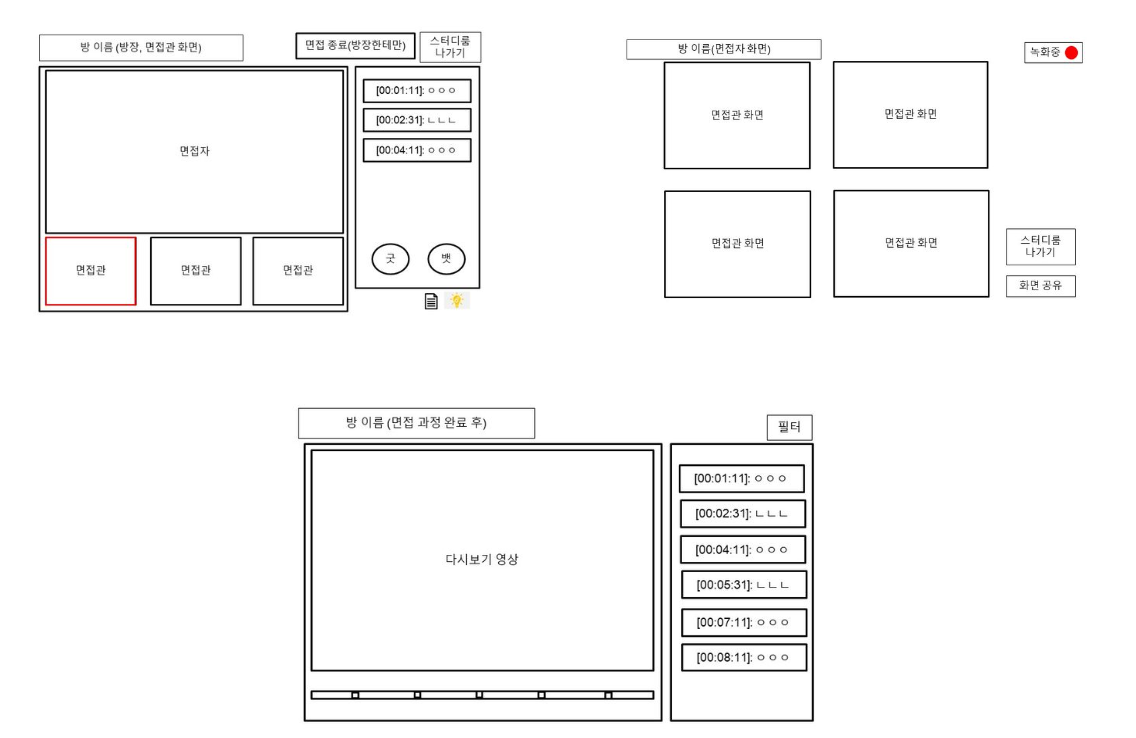 방 이름 (방장, 면접관 화면)
면접 종료(방장한테만)
스터디룸
나가기
면접자
면접관
면접관
면접관
[00:01:11]: ㅇㅇㅇ
[00:02:31]: ㄴㄴㄴ
[00:04:11]: ㅇㅇㅇ
굿
뱃
방 이름(면접자 화면)
녹화중
면접관 화면
면접관 화면
면접관 화면
면접관 화면
스터디룸
나가기
화면 공유
방 이름 (면접 과정 완료 후)
필터
다시보기 영상
[00:01:11]: ㅇㅇㅇ
[00:02:31]: ㄴㄴㄴ
[00:04:11]: ㅇㅇㅇ
[00:05:31]: ㄴㄴㄴ
[00:07:11]: ㅇㅇㅇ
[00:08:11]: ㅇㅇㅇ